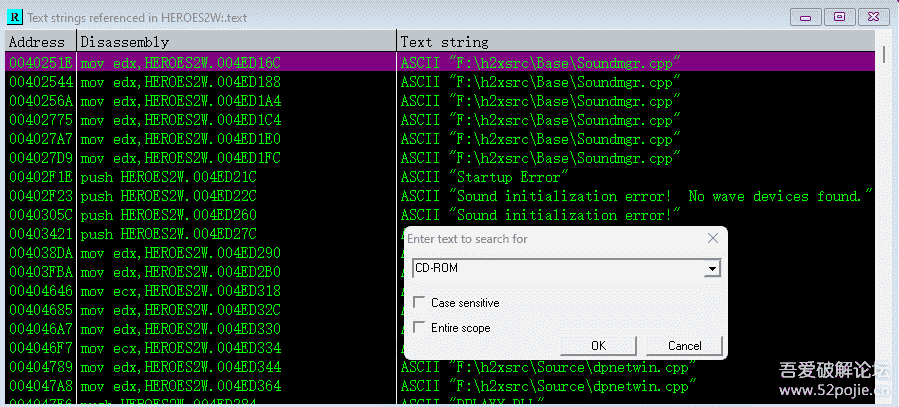 R Text strings referenced in HEROES2W:.text
Address Disassembly Text string
0040251E mov edx,HEROES2W.004ED16C ASCII "F:\h2xsrc\Base\Soundmgr.cpp"
00402544 mov edx,HEROES2W.004ED188 ASCII "F:\h2xsrc\Base\Soundmgr.cpp"
0040256A mov edx,HEROES2W.004ED1A4 ASCII "F:\h2xsrc\Base\Soundmgr.cpp"
00402775 mov edx,HEROES2W.004ED1C4 ASCII "F:\h2xsrc\Base\Soundmgr.cpp"
004027A7 mov edx,HEROES2W.004ED1E0 ASCII "F:\h2xsrc\Base\Soundmgr.cpp"
004027D9 mov edx,HEROES2W.004ED1FC ASCII "F:\h2xsrc\Base\Soundmgr.cpp"
00402F1E push HEROES2W.004ED21C ASCII "Startup Error"
00402F23 push HEROES2W.004ED22C ASCII "Sound initialization error!  No wave devices found."
0040305C push HEROES2W.004ED260 ASCII "Sound initialization error!"
00403421 push HEROES2W.004ED27C
004038DA mov edx,HEROES2W.004ED290
00403FBA mov edx,HEROES2W.004ED2B0
00404646 mov ecx,HEROES2W.004ED318
00404685 mov edx,HEROES2W.004ED32C
004046A7 mov edx,HEROES2W.004ED330
004046F7 mov ecx,HEROES2W.004ED334
00404789 mov edx,HEROES2W.004ED344 ASCII "F:\h2xsrc\Source\dpnetwin.cpp"
004047A8 mov edx,HEROES2W.004ED364 ASCII "F:\h2xsrc\Source\dpnetwin.cpp"
Enter text to search for
CD-ROM
Case sensitive
Entire scope
OK Cancel
吾爱破解论坛
www.52pojie.cn